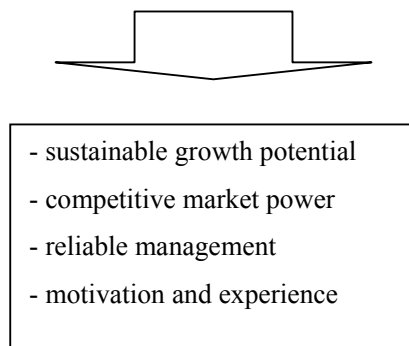 - sustainable growth potential
- competitive market power
- reliable management
- motivation and experience